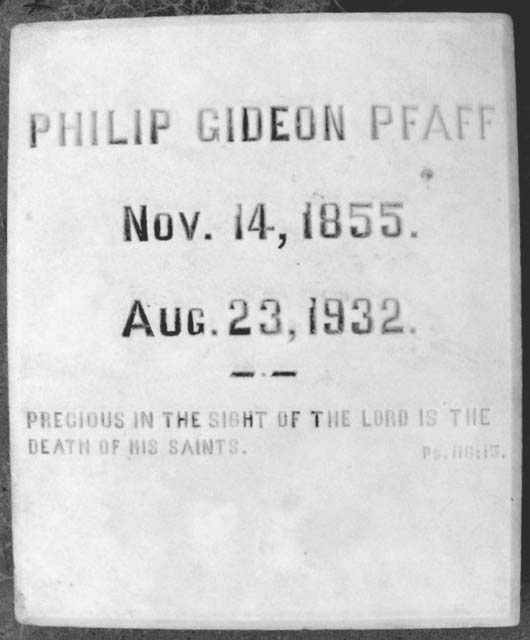 PHILIP GIDEON PFAFF
Nov. 14, 1855.
Aug. 23, 1932.
PRECIOUS IN THE SIGHT OF THE LORD IS THE
DEATH OF HIS SAINTS. Ps. 116:15.